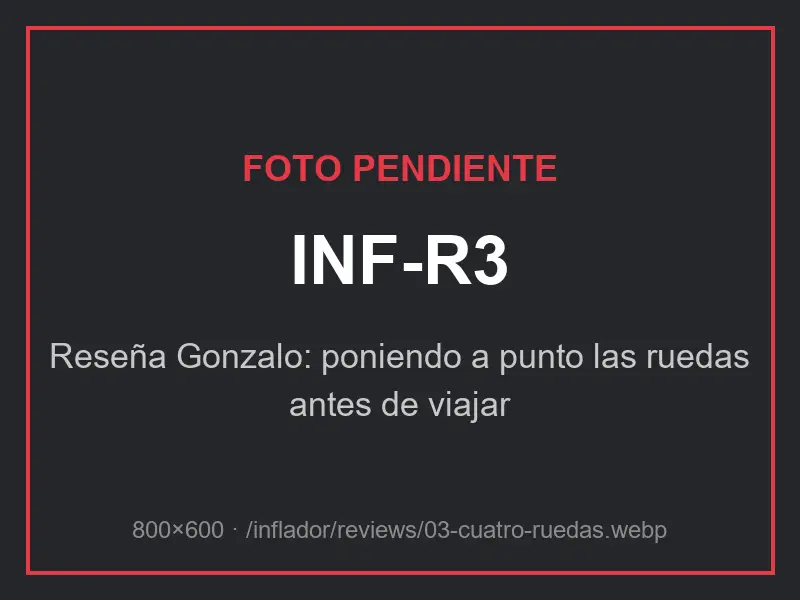 FOTO PENDIENTE
INF-R3
Reseña Gonzalo: poniendo a punto las ruedas
antes de viajar
800×600 · /inflador/reviews/03-cuatro-ruedas.webp